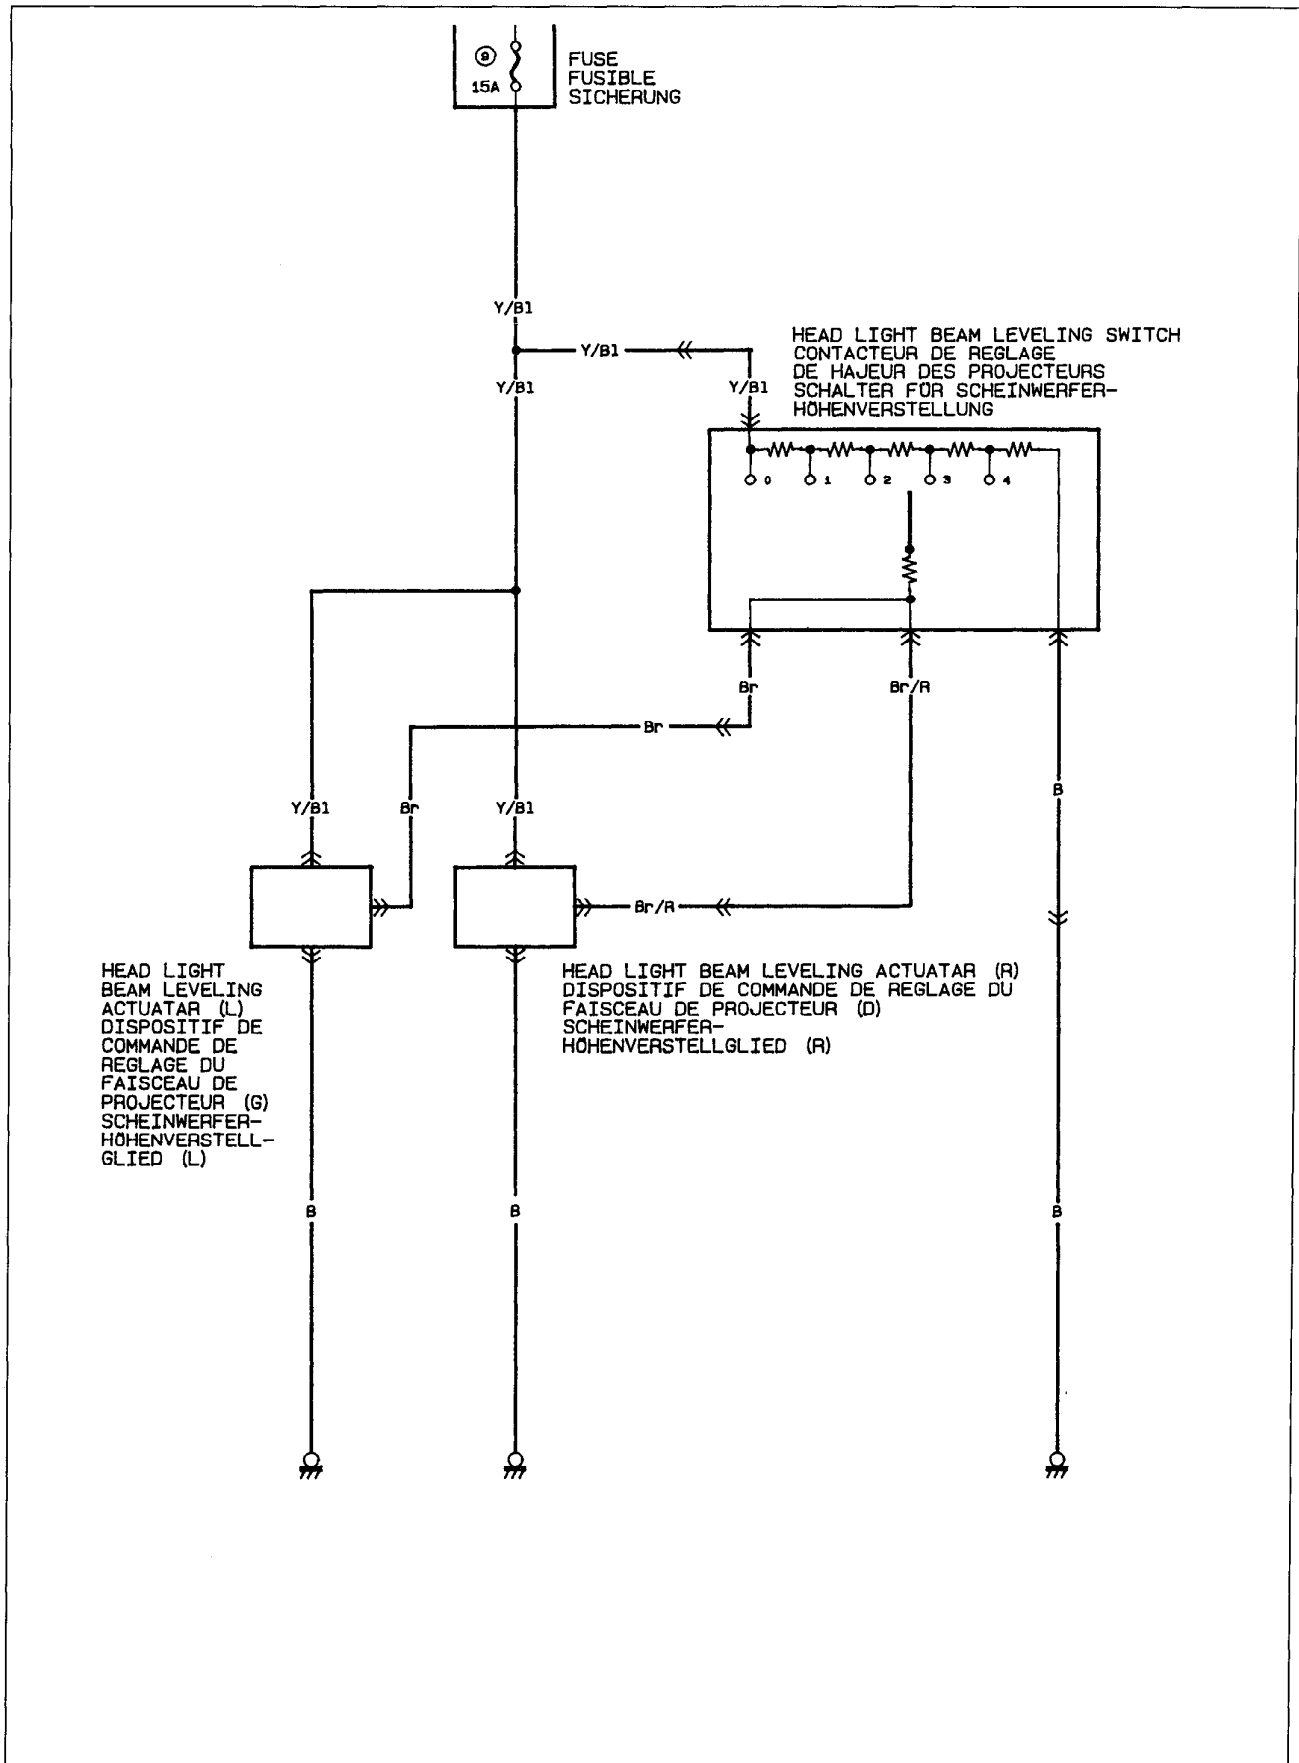 9
15A
FUSE
FUSIBLE
SICHERUNG
Y/Bl
Y/Bl
Y/Bl
Y/Bl
HEAD LIGHT BEAM LEVELING SWITCH
CONTACTEUR DE REGLAGE
DE HAJEUR DES PROJECTEURS
SCHALTER FÖR SCHEINWERFER-
HÖHENVERSTELLUNG
0 1 2 3 4
Br
Br/R
Br
B
Y/Bl
Br
Y/Bl
Br/R
HEAD LIGHT
BEAM LEVELING
ACTUATAR (L)
DISPOSITIF DE
COMMANDE DE
REGLAGE DU
FAISCEAU DE
PROJECTEUR (G)
SCHEINWERFER-
HÖHENVERSTELL-
GLIED (L)
HEAD LIGHT BEAM LEVELING ACTUATAR (R)
DISPOSITIF DE COMMANDE DE REGLAGE DU
FAISCEAU DE PROJECTEUR (D)
SCHEINWERFER-
HÖHENVERSTELLGLIED (R)
B
B
B